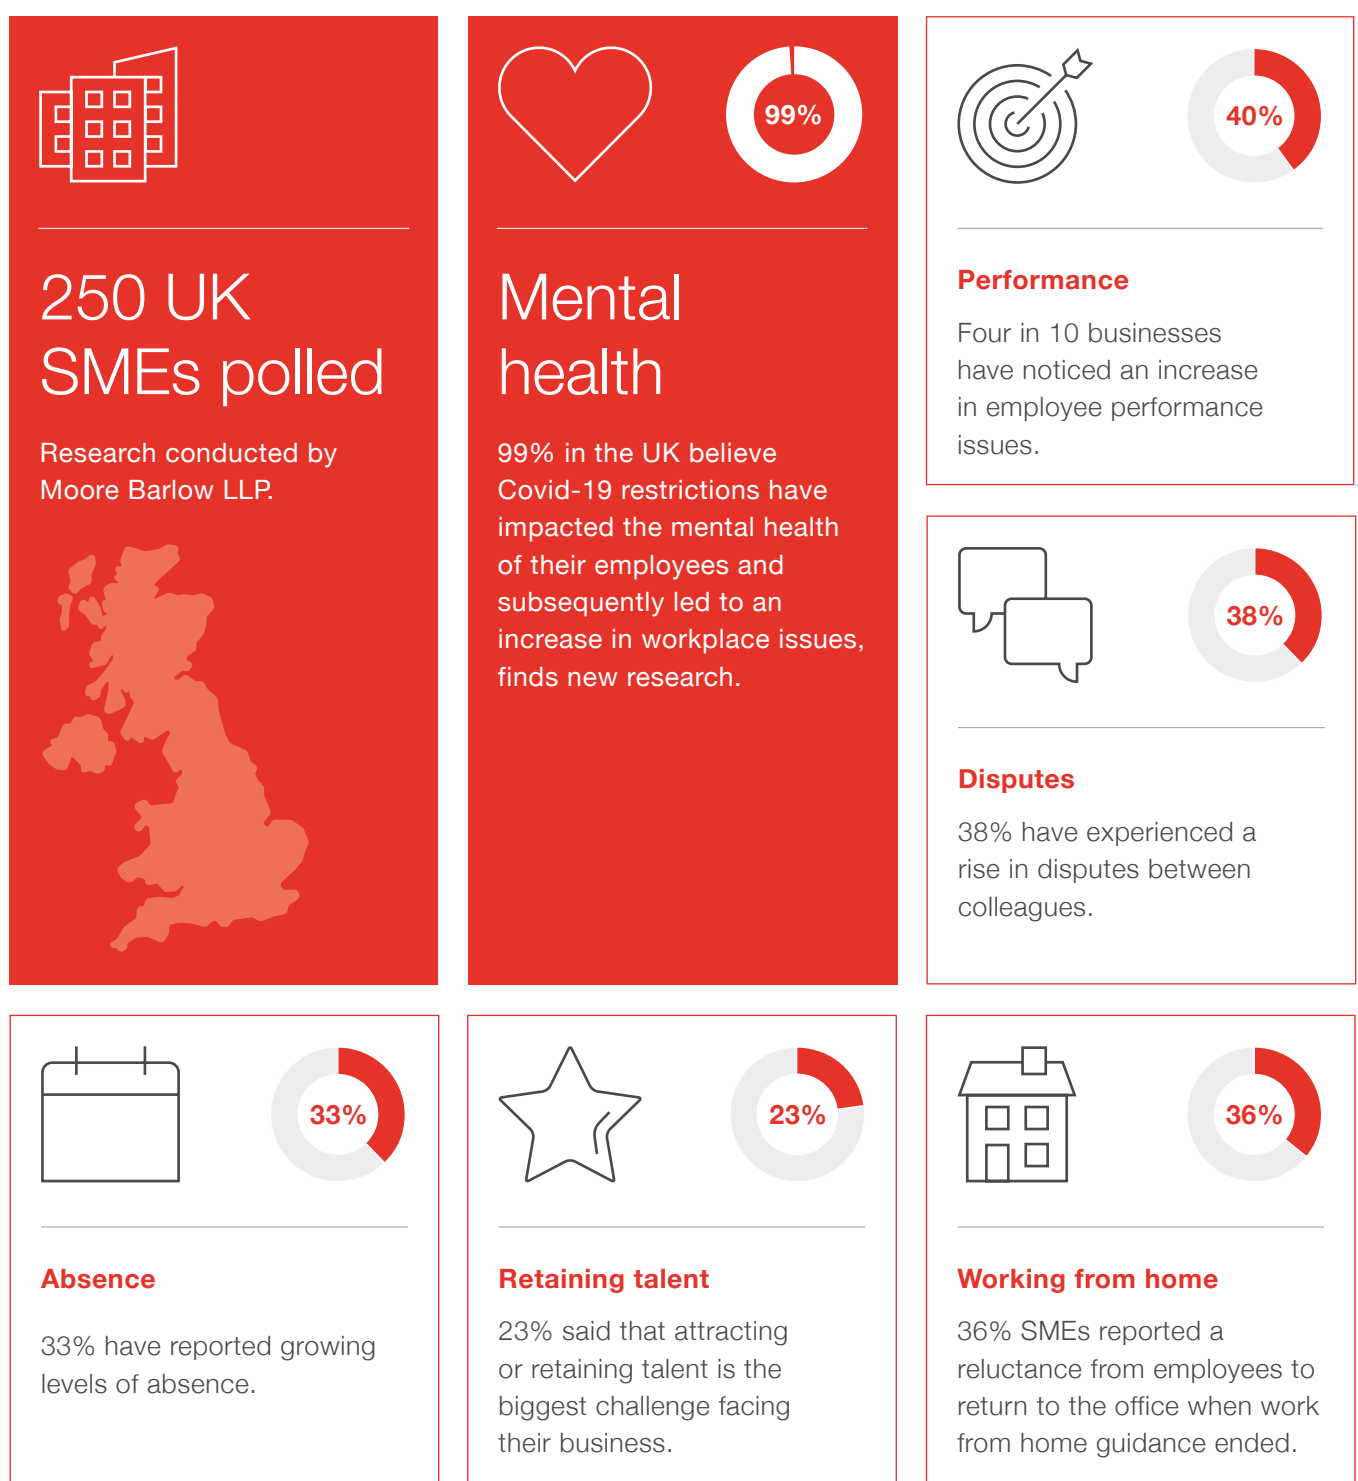 250 UK
SMEs polled
Research conducted by
Moore Barlow LLP.
99%
Mental
health
99% in the UK believe
Covid-19 restrictions have
impacted the mental health
of their employees and
subsequently led to an
increase in workplace issues,
finds new research.
40%
Performance
Four in 10 businesses
have noticed an increase
in employee performance
issues.
38%
Disputes
38% have experienced a
rise in disputes between
colleagues.
33%
Absence
33% have reported growing
levels of absence.
23%
Retaining talent
23% said that attracting
or retaining talent is the
biggest challenge facing
their business.
36%
Working from home
36% SMEs reported a
reluctance from employees to
return to the office when work
from home guidance ended.